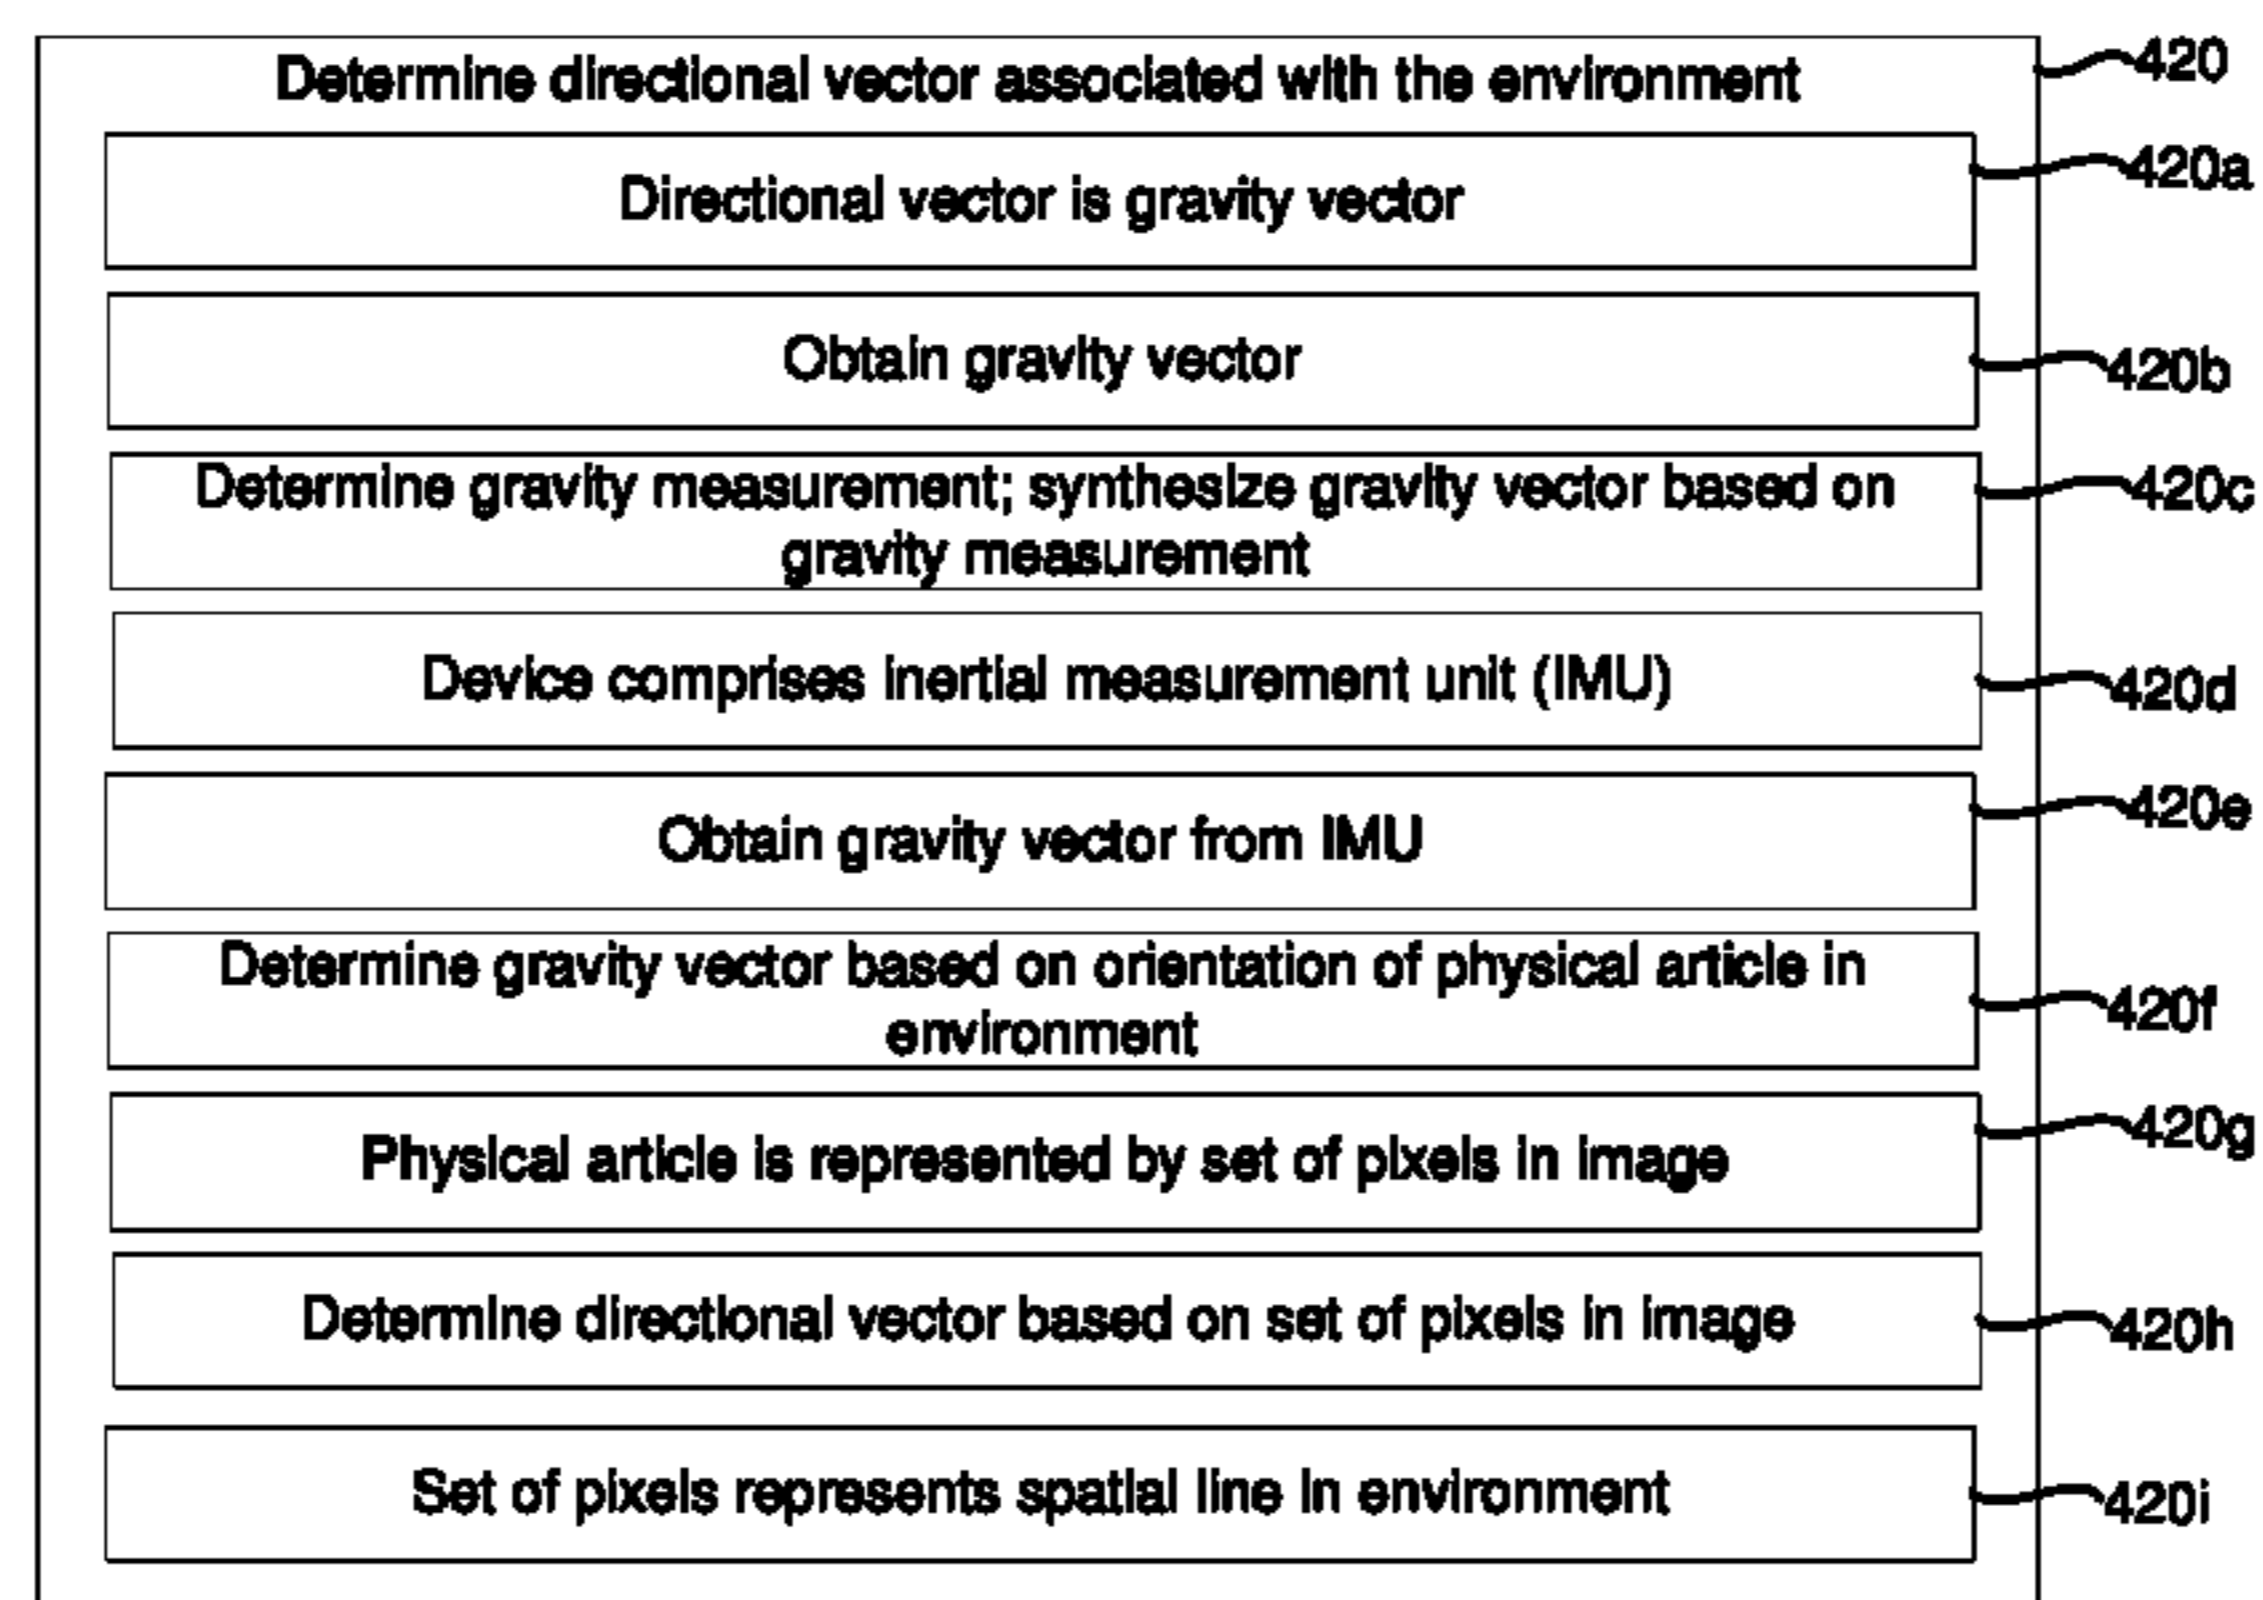 Determine directional vector associated with the environment
420
Directional vector is gravity vector
420a
Obtain gravity vector
420b
Determine gravity measurement; synthesize gravity vector based on
gravity measurement
420c
Device comprises inertial measurement unit (IMU)
420d
Obtain gravity vector from IMU
420e
Determine gravity vector based on orientation of physical article in
environment
420f
Physical article is represented by set of pixels in image
420g
Determine directional vector based on set of pixels in image
420h
Set of pixels represents spatial line in environment
420i